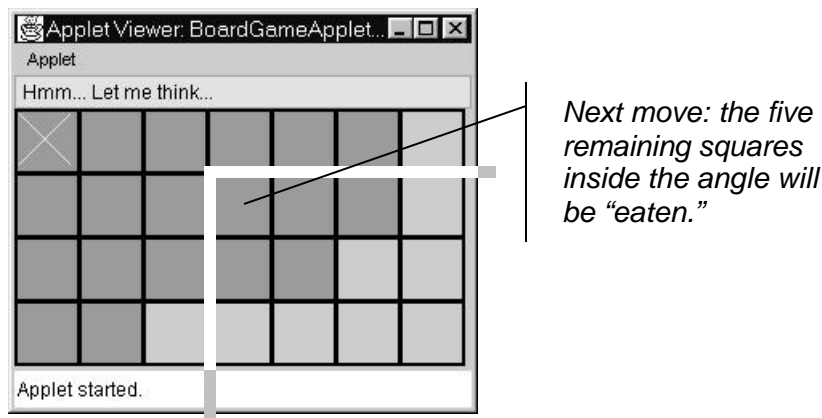 Applet Viewer: BoardGameApplet...
Applet
Hmm... Let me think...
Next move: the five
remaining squares
inside the angle will
be “eaten.”
Applet started.